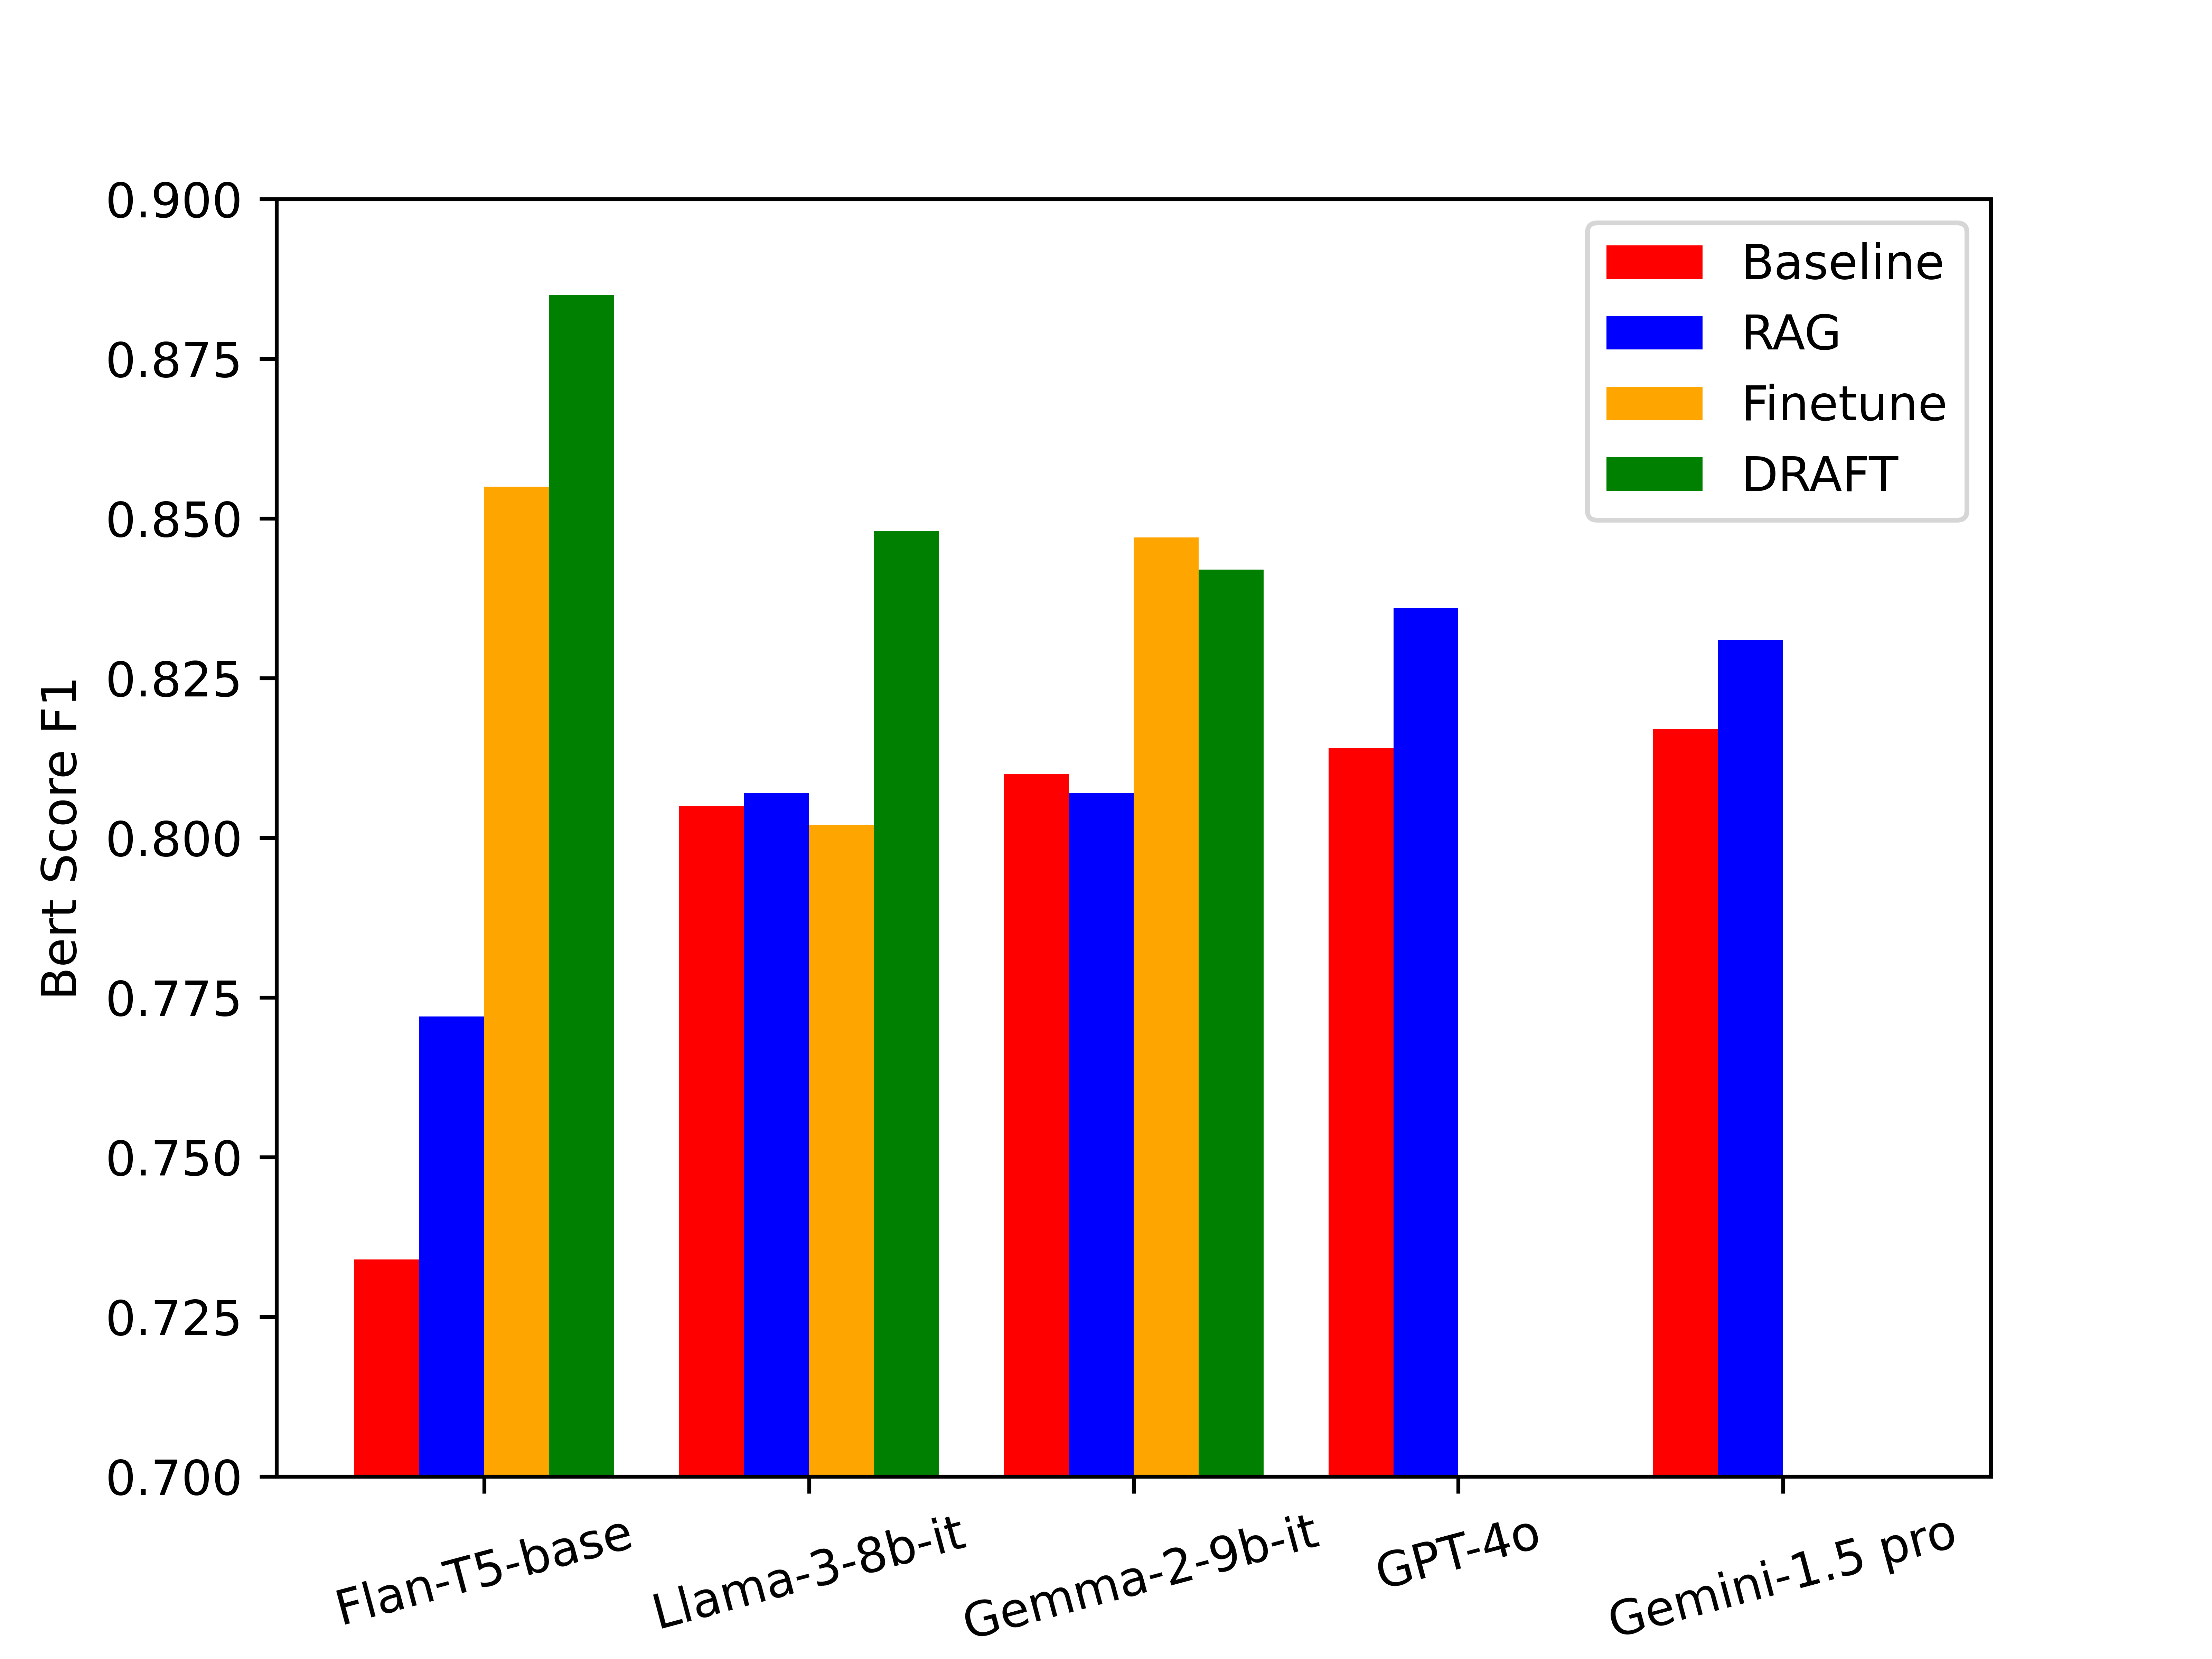 0.900
0.875
0.850
0.825
0.800
0.775
0.750
0.725
0.700
Bert Score F1
Baseline
RAG
Finetune
DRAFT
Flan-T5-base
Llama-3-8b-it
Gemma-2-9b-it
GPT-4o
Gemini-1.5 pro